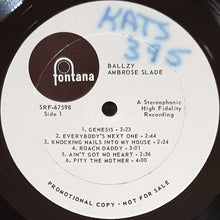 KATS
395
fontana
BALLZY
AMBROSE SLADE
SRF-67598
Side 1
A Stereophonic
High Fidelity
Recording
1. GENESIS • 3:23
2. EVERYBODY'S NEXT ONE • 2:44
3. KNOCKING NAILS INTO MY HOUSE • 2:20
4. ROACH DADDY • 3:01
5. AIN'T GOT NO HEART • 2:36
6. PITY THE MOTHER • 4:00
PROMOTIONAL COPY • NOT FOR SALE